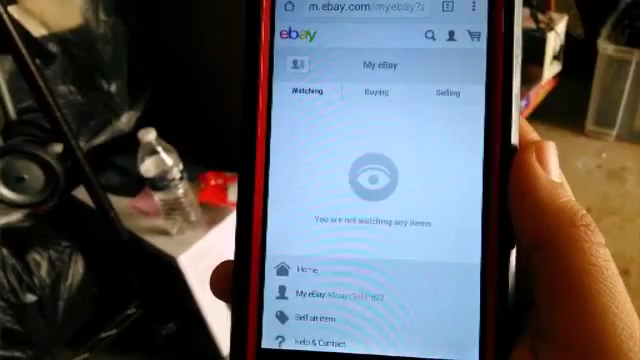 m.ebay.com/myebay?a
2
ebay
My eBay
Watching
Buying
Selling
You are not watching any items
Home
My eBay
Sell an item
Help & Contact